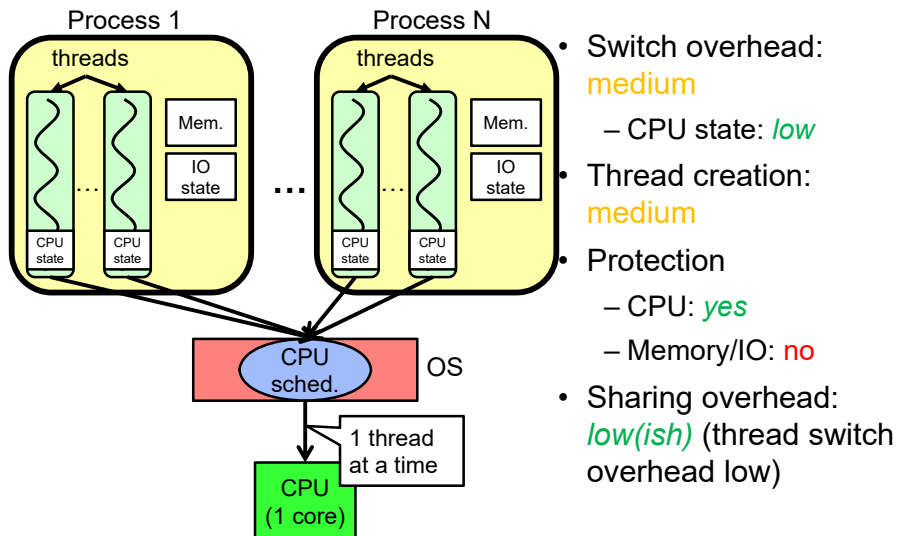 Process 1
threads
Mem.
IO
state
…
CPU
state
CPU
state
…
Process N
threads
Mem.
IO
state
…
CPU
state
CPU
state
CPU
sched.
OS
1 thread
at a time
CPU
(1 core)
• Switch overhead:
medium
– CPU state: low
• Thread creation:
medium
• Protection
– CPU: yes
– Memory/IO: no
• Sharing overhead:
low(ish) (thread switch
overhead low)